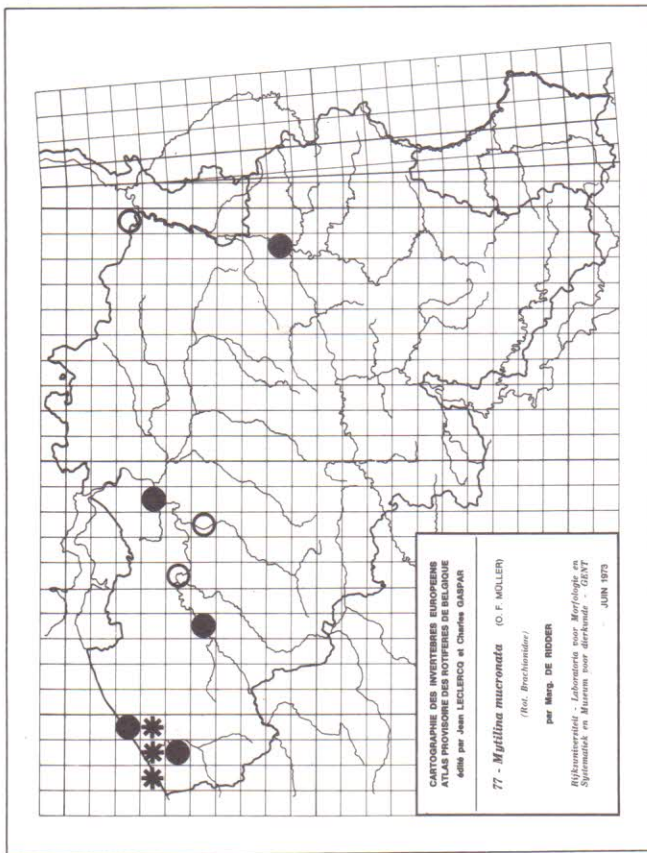 CARTOGRAPHIE DES INVERTEBRES EUROPEENS
ATLAS PROVISOIRE DES ROTIFERES DE BELGIQUE
édité par Jean LECLERCQ et Charles GASPAR
77 - Mytilina mucronata (O. F. MÜLLER)
(Rot. Brachionidae)
par Marg. DE RIDDER
Rijksuniversiteit - Laboratoria voor Morfologie en
Systematiek en Museum voor dierkunde - GENT
JUIN 1973